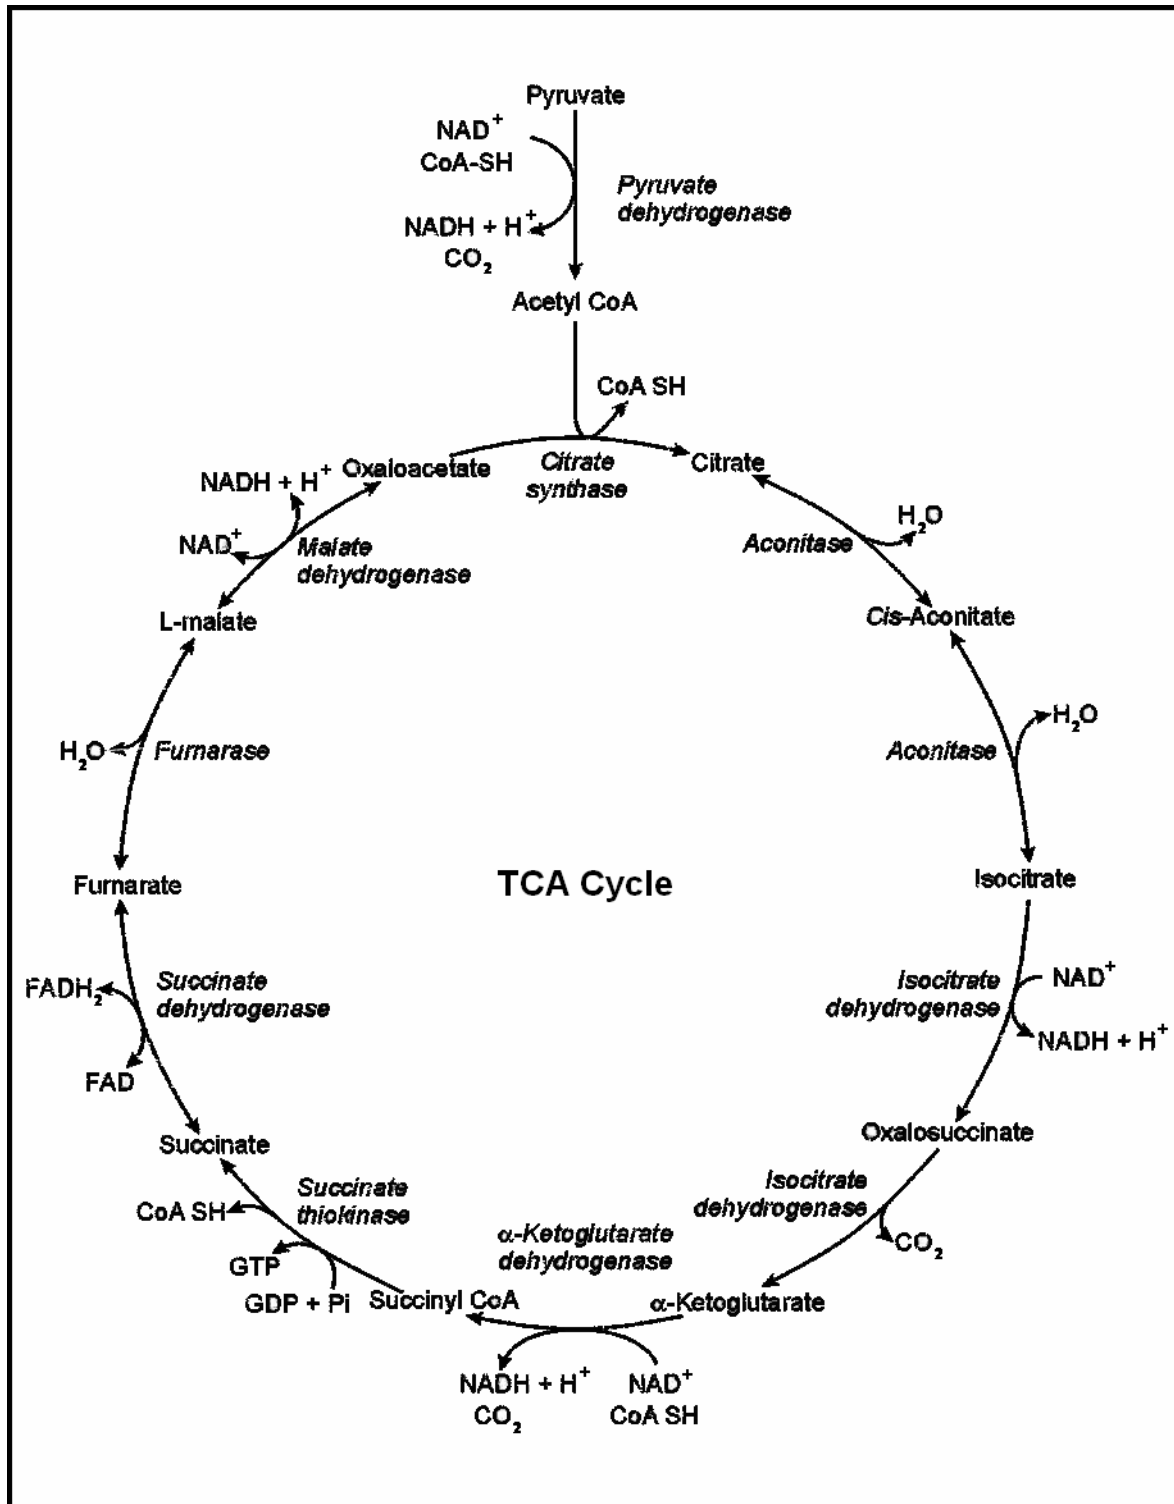 Pyruvate
NAD⁺
CoA-SH
Pyruvate
dehydrogenase
NADH + H⁺
CO₂
Acetyl CoA
CoA SH
Oxaloacetate
Citrate
synthase
Citrate
NADH + H⁺
NAD⁺
Malate
dehydrogenase
Aconitase
H₂O
L-malate
Cis-Aconitate
H₂O
Fumarase
Aconitase
H₂O
Fumarate
TCA Cycle
Isocitrate
FADH₂
Succinate
dehydrogenase
FAD
Isocitrate
dehydrogenase
NAD⁺
NADH + H⁺
Succinate
Oxalosuccinate
CoA SH
Succinate
thiokinase
Isocitrate
dehydrogenase
CO₂
GTP
GDP + Pi
Succinyl CoA
α-Ketoglutarate
dehydrogenase
α-Ketoglutarate
NADH + H⁺
CO₂
NAD⁺
CoA SH